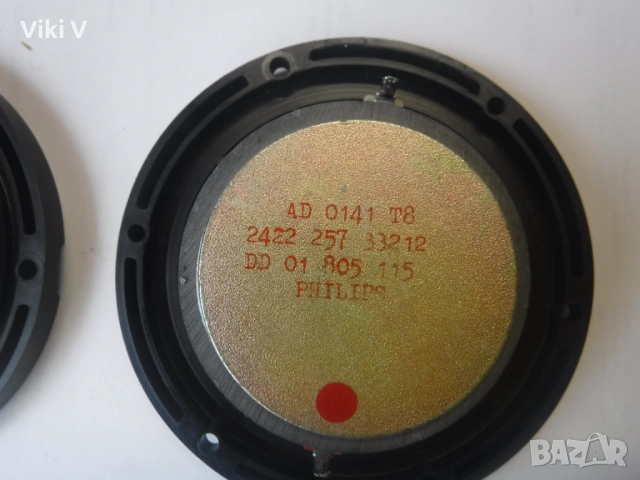 Viki V
AD 0141 T8
2422 257 33212
DD 01 805 115
PHILIPS
BAZAR